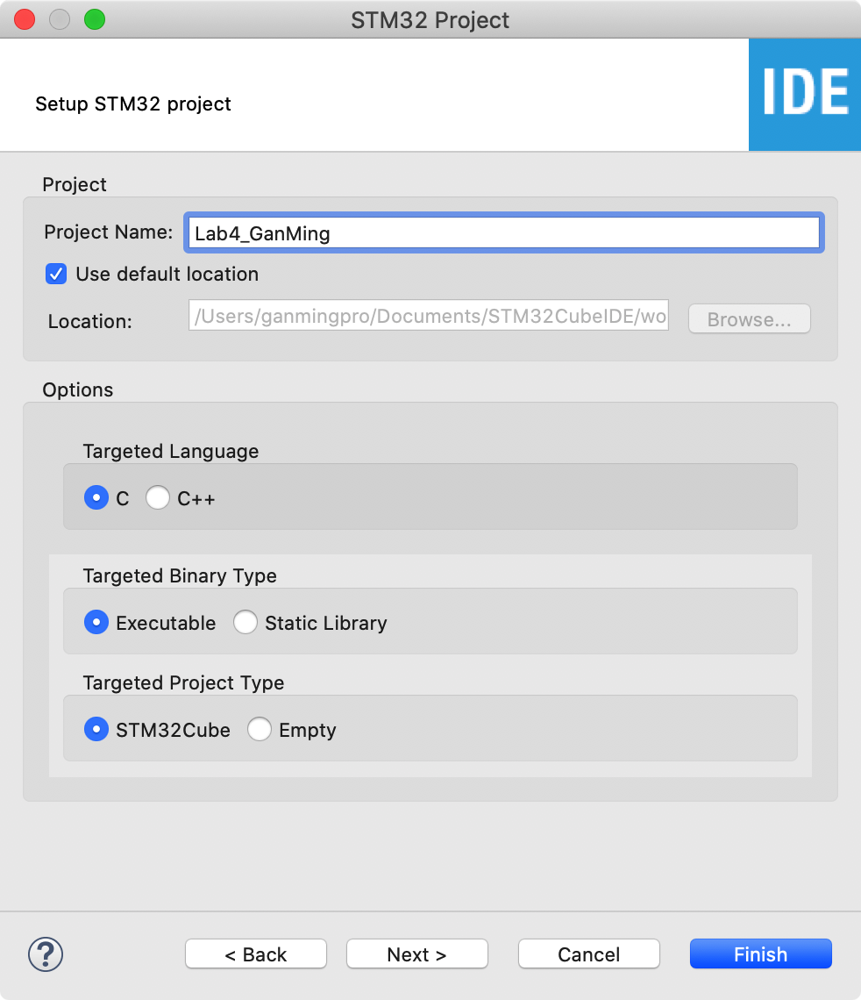 STM32 Project
Setup STM32 project
IDE
Project
Project Name: Lab4_GanMing
Use default location
Location: /Users/ganmingpro/Documents/STM32CubeIDE/wo Browse...
Options
Targeted Language
C C++
Targeted Binary Type
Executable Static Library
Targeted Project Type
STM32Cube Empty
? < Back Next > Cancel Finish